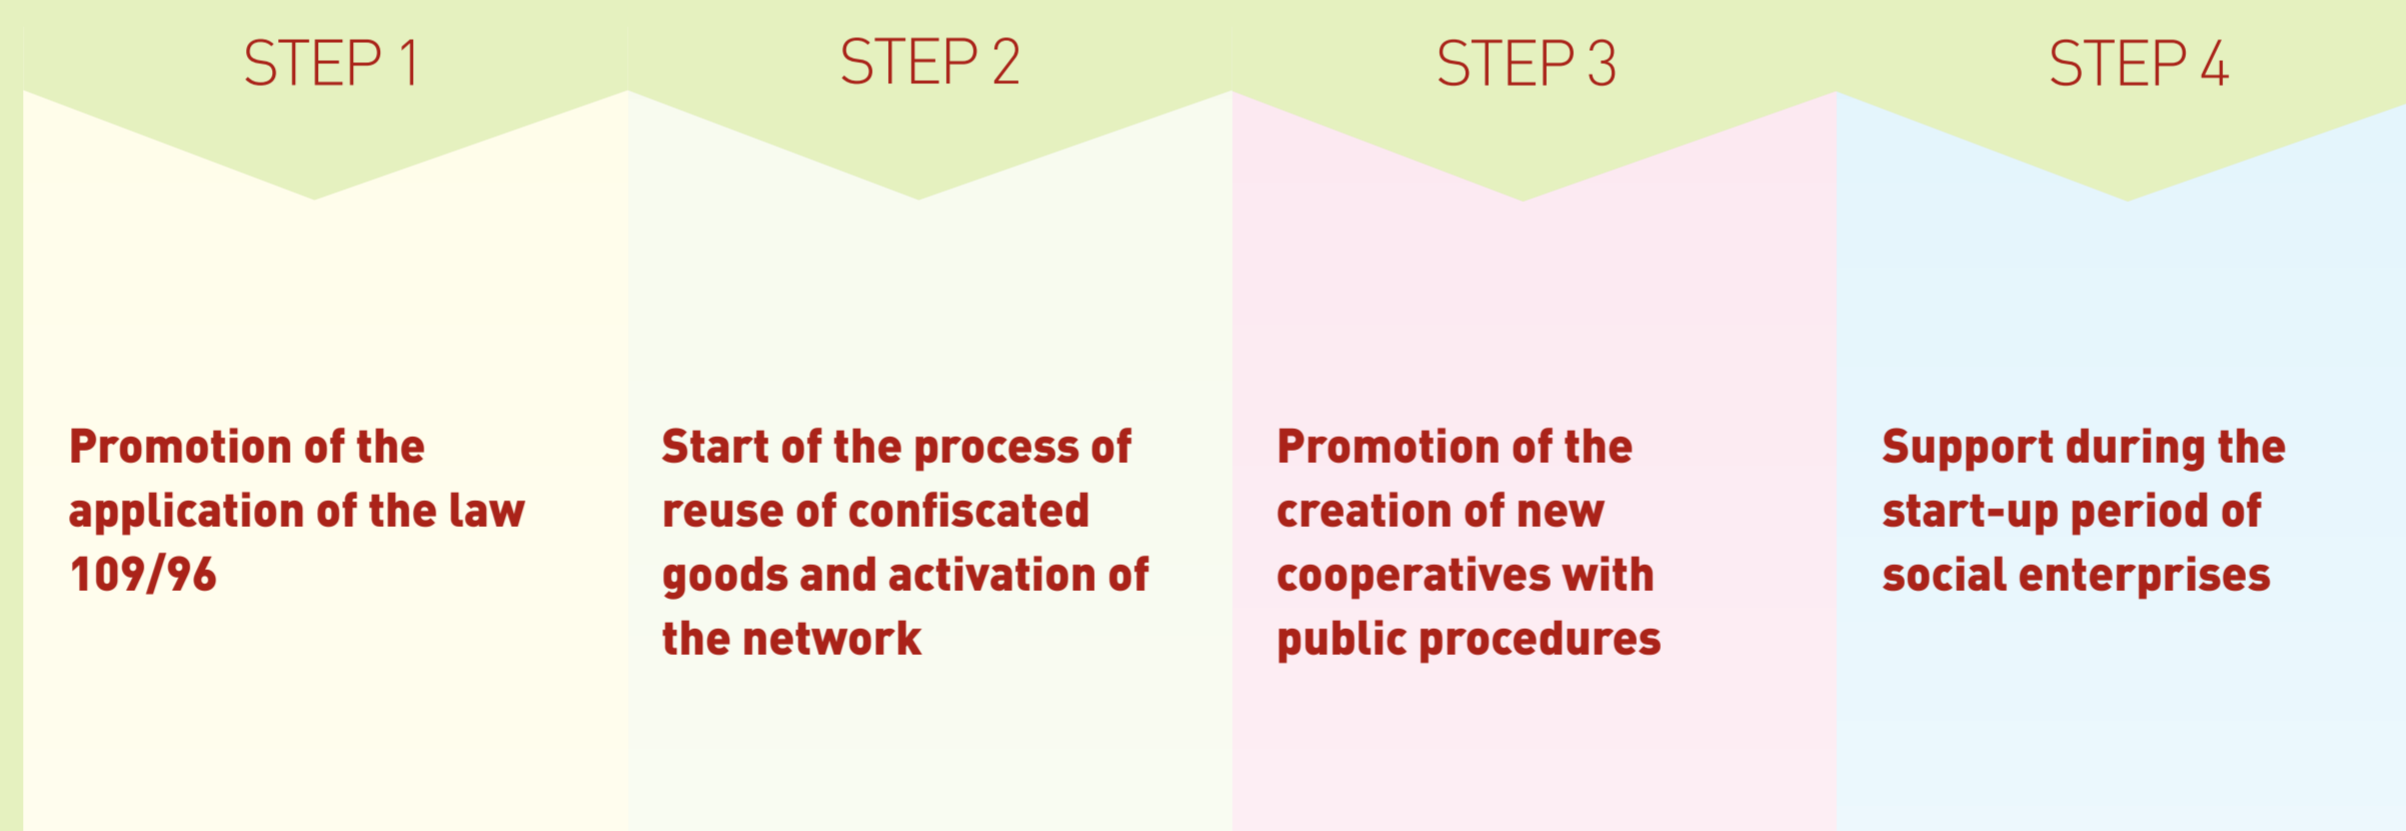 STEP 1
Promotion of the
application of the law
109/96
STEP 2
Start of the process of
reuse of confiscated
goods and activation of
the network
STEP 3
Promotion of the
creation of new
cooperatives with
public procedures
STEP 4
Support during the
start-up period of
social enterprises